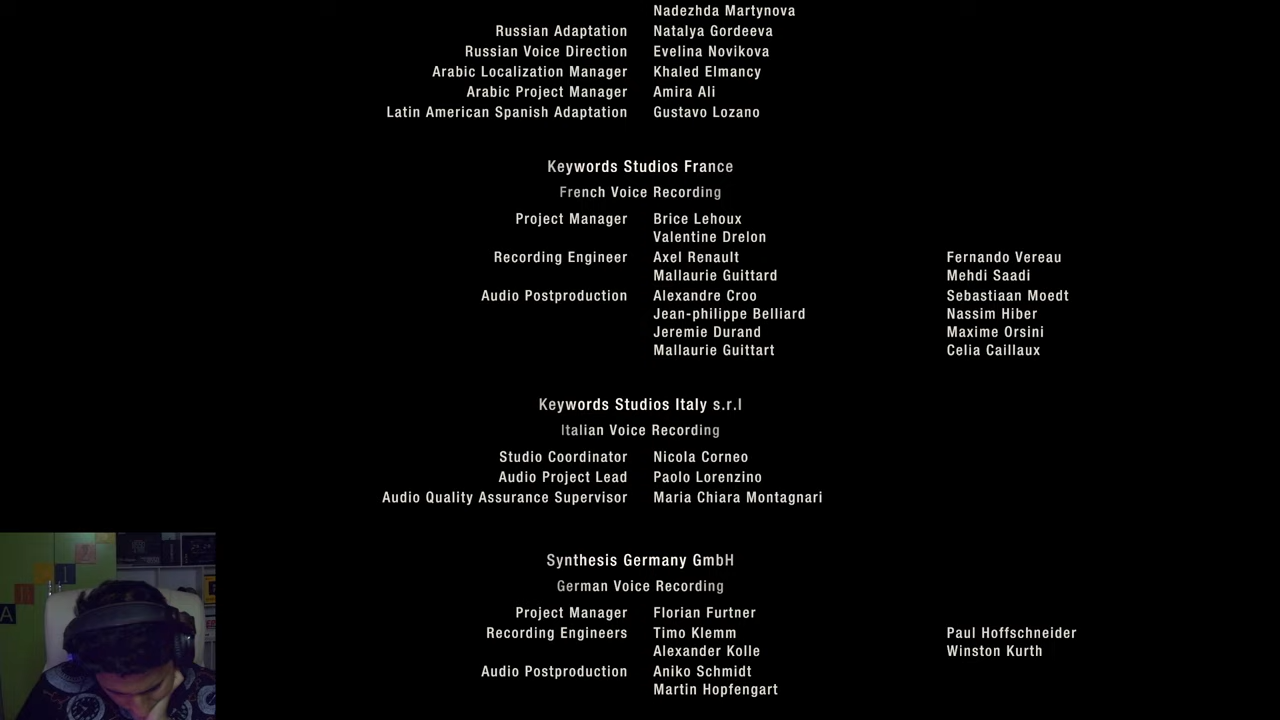 Nadezhda Martynova
Russian Adaptation Natalya Gordeeva
Russian Voice Direction Evelina Novikova
Arabic Localization Manager Khaled Elmancy
Arabic Project Manager Amira Ali
Latin American Spanish Adaptation Gustavo Lozano
Keywords Studios France
French Voice Recording
Project Manager Brice Lehoux
Valentine Drelon
Recording Engineer Axel Renault Fernando Vereau
Mallaurie Guittard Mehdi Saadi
Audio Postproduction Alexandre Croo Sebastiaan Moedt
Jean-philippe Belliard Nassim Hiber
Jeremie Durand Maxime Orsini
Mallaurie Guittart Celia Caillaux
Keywords Studios Italy s.r.l
Italian Voice Recording
Studio Coordinator Nicola Corneo
Audio Project Lead Paolo Lorenzino
Audio Quality Assurance Supervisor Maria Chiara Montagnari
Synthesis Germany GmbH
German Voice Recording
Project Manager Florian Furtner
Recording Engineers Timo Klemm Paul Hoffschneider
Alexander Kolle Winston Kurth
Audio Postproduction Aniko Schmidt
Martin Hopfengart